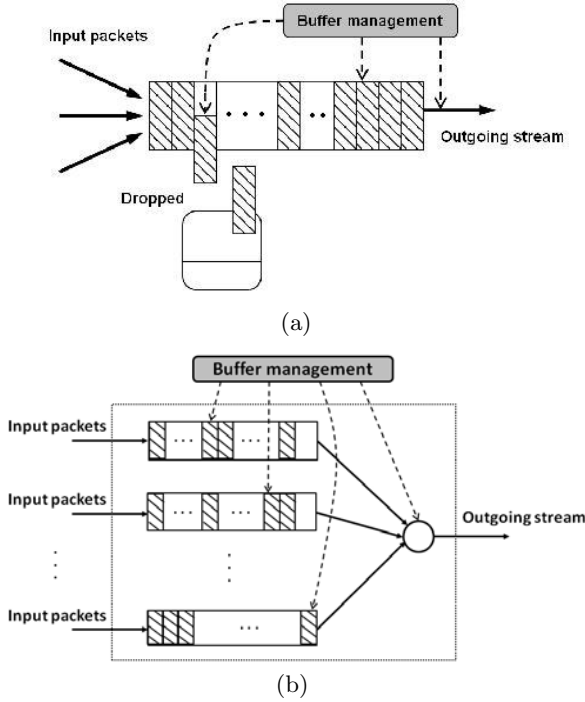 Buffer management
Input packets
Outgoing stream
Dropped
(a)
Buffer management
Input packets
Input packets
Outgoing stream
Input packets
(b)